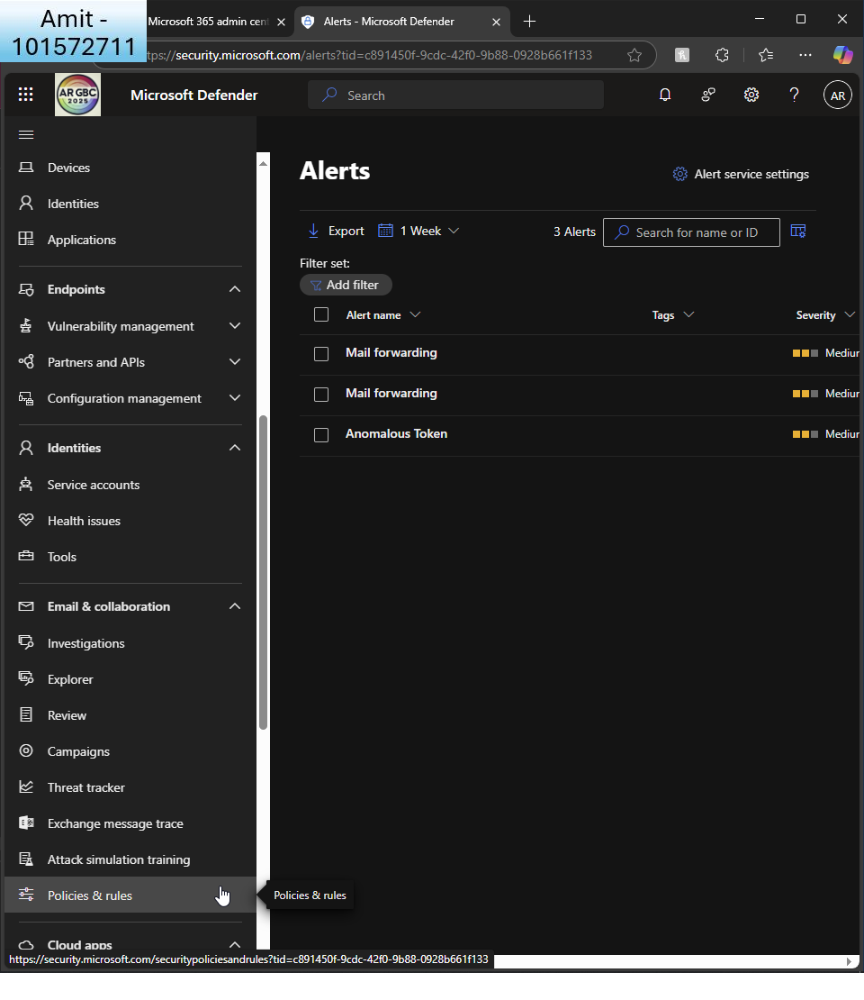 Amit -
101572711
Microsoft 365 admin cen
Alerts - Microsoft Defender
tps://security.microsoft.com/alerts?tid=c891450f-9cdc-42f0-9b88-0928b661f133
AR GBC
2025
Microsoft Defender
Search
AR
Devices
Identities
Applications
Endpoints
Vulnerability management
Partners and APIs
Configuration management
Identities
Service accounts
Health issues
Tools
Email & collaboration
Investigations
Explorer
Review
Campaigns
Threat tracker
Exchange message trace
Attack simulation training
Policies & rules
Policies & rules
Cloud apps
https://security.microsoft.com/securitypoliciesandrules?tid=c891450f-9cdc-42f0-9b88-0928b661f133
Alerts
Alert service settings
Export 1 Week 3 Alerts Search for name or ID
Filter set:
Add filter
Alert name Tags Severity
Mail forwarding Mediur
Mail forwarding Mediur
Anomalous Token Mediur